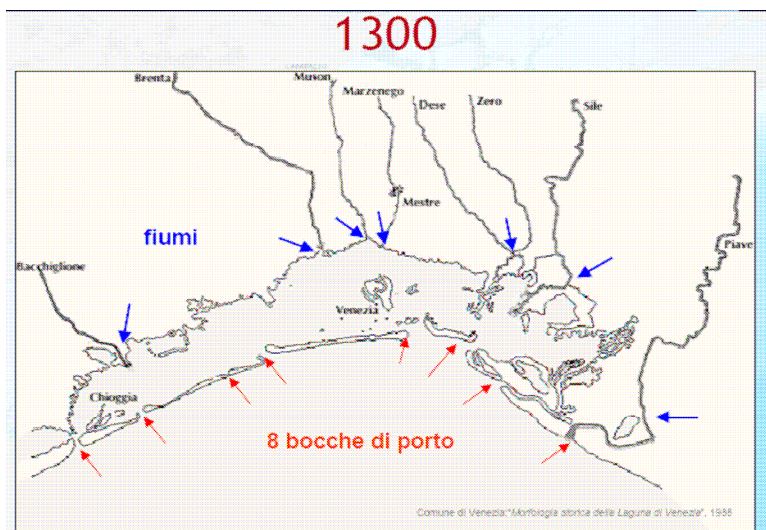 1300
Brenta
Muson
Marzenego
Dese
Zero
Sile
Mestre
fiumi
Piave
Bacchiglione
Venezia
Chioggia
8 bocche di porto
Comune di Venezia:"Morfologia storica della Laguna di Venezia", 1988